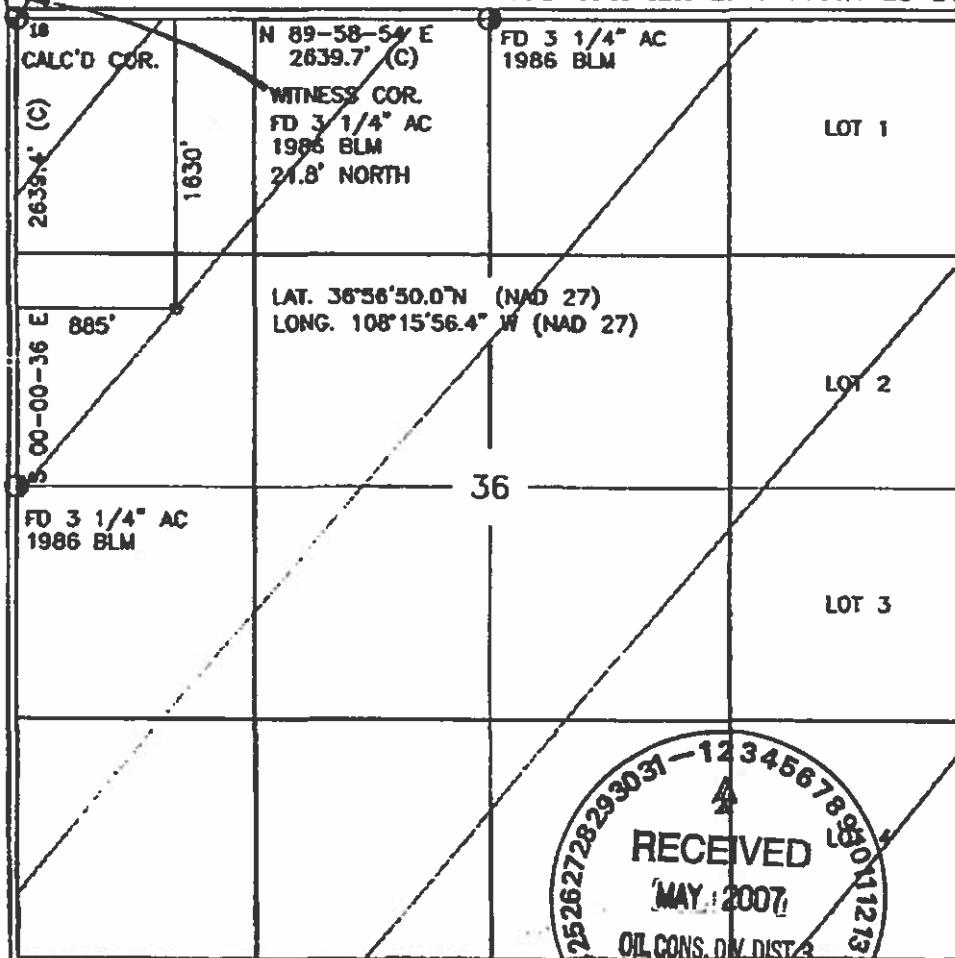 18
CALC'D COR.
N 89-58-54 E
2639.7' (C)
WITNESS COR.
FD 3 1/4" AC
1986 BLM
21.8' NORTH
FD 3 1/4" AC
1986 BLM
LOT 1
2639.4' (C)
1630'
LAT. 36°56'50.0"N (NAD 27)
LONG. 108°15'56.4" W (NAD 27)
885'
S 00-00-36 E
LOT 2
36
FD 3 1/4" AC
1986 BLM
LOT 3
25262728293031-12345678910111213
RECEIVED
MAY 2007
OIL CONS. DIV. DIST. 3